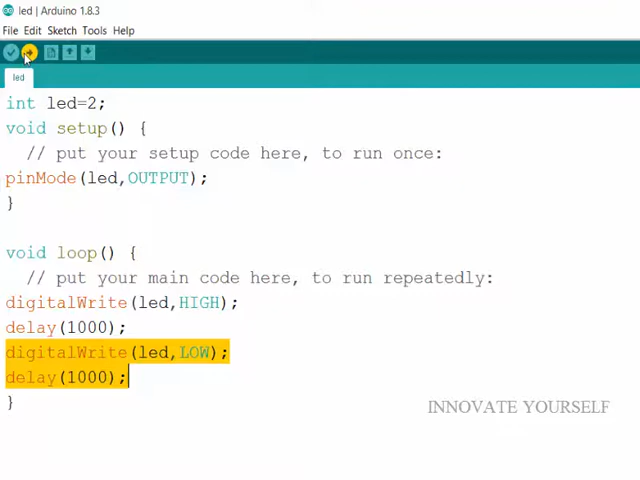 led | Arduino 1.8.3
File Edit Sketch Tools Help
led
int led=2;
void setup() {
// put your setup code here, to run once:
pinMode(led,OUTPUT);
}
void loop() {
// put your main code here, to run repeatedly:
digitalWrite(led,HIGH);
delay(1000);
digitalWrite(led,LOW);
delay(1000);
}
INNOVATE YOURSELF